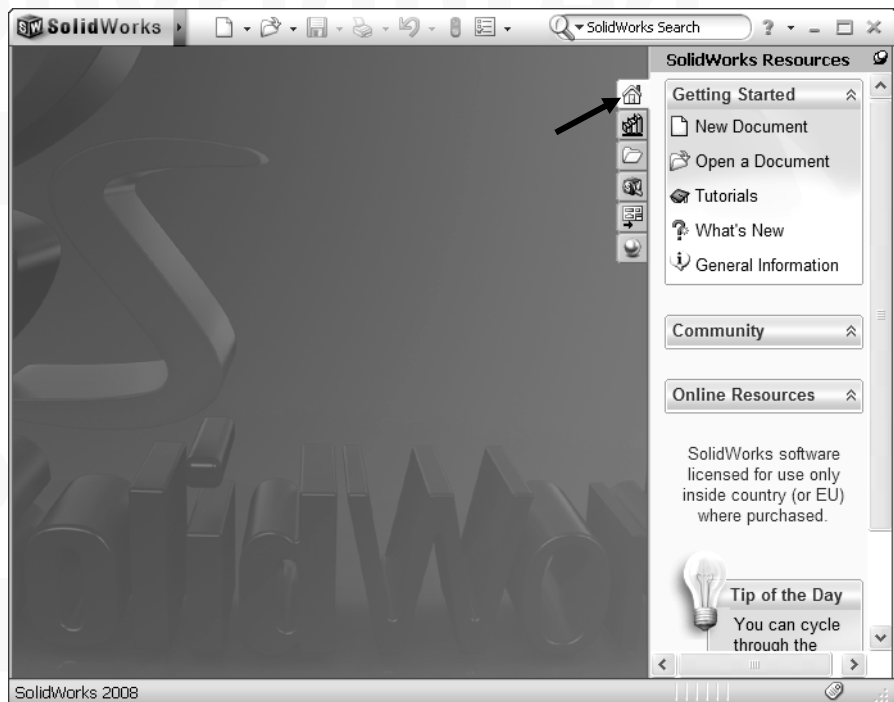 SolidWorks
SolidWorks Search
?
SolidWorks Resources
Getting Started
New Document
Open a Document
Tutorials
What's New
General Information
Community
Online Resources
SolidWorks software
licensed for use only
inside country (or EU)
where purchased.
Tip of the Day
You can cycle
through the
SolidWorks 2008